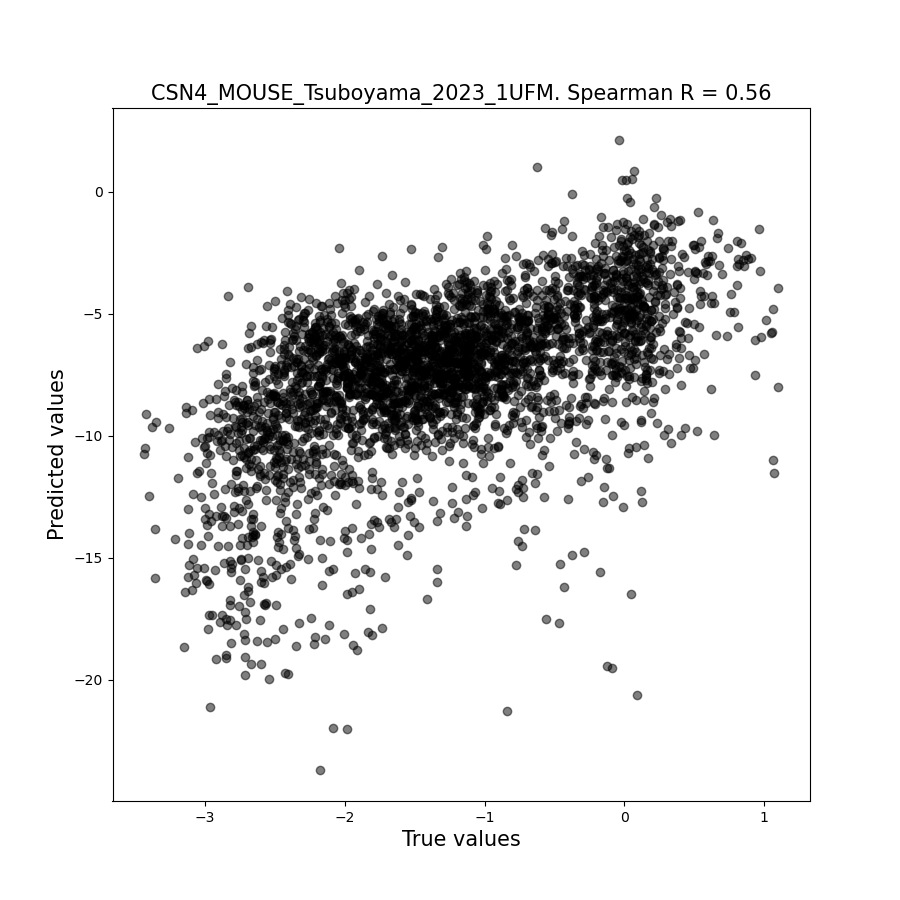 CSN4_MOUSE_Tsuboyama_2023_1UFM. Spearman R = 0.56
0
−5
−10
−15
−20
Predicted values
−3 −2 −1 0 1
True values